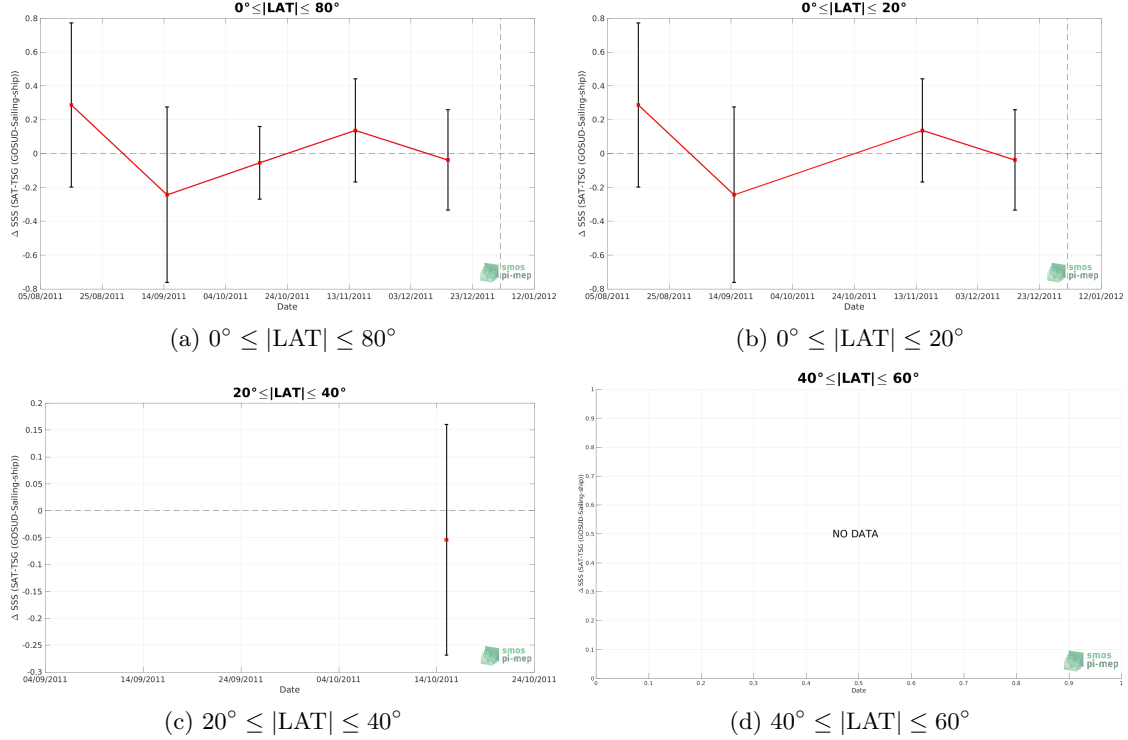 0°≤|LAT|≤ 80°
Δ SSS (SAT-TSG (GOSUD-Sailing-ship))
0.8
0.6
0.4
0.2
0
-0.2
-0.4
-0.6
-0.8
05/08/2011 25/08/2011 14/09/2011 04/10/2011 24/10/2011 13/11/2011 03/12/2011 23/12/2011 12/01/2012
Date
smos
pi-mep
(a) 0° ≤ |LAT| ≤ 80°
0°≤|LAT|≤ 20°
Δ SSS (SAT-TSG (GOSUD-Sailing-ship))
0.8
0.6
0.4
0.2
0
-0.2
-0.4
-0.6
-0.8
05/08/2011 25/08/2011 14/09/2011 04/10/2011 24/10/2011 13/11/2011 03/12/2011 23/12/2011 12/01/2012
Date
smos
pi-mep
(b) 0° ≤ |LAT| ≤ 20°
20°≤|LAT|≤ 40°
Δ SSS (SAT-TSG (GOSUD-Sailing-ship))
0.2
0.15
0.1
0.05
0
-0.05
-0.1
-0.15
-0.2
-0.25
-0.3
04/09/2011 14/09/2011 24/09/2011 04/10/2011 14/10/2011 24/10/2011
Date
smos
pi-mep
(c) 20° ≤ |LAT| ≤ 40°
40°≤|LAT|≤ 60°
Δ SSS (SAT-TSG (GOSUD-Sailing-ship))
1
0.9
0.8
0.7
0.6
0.5
0.4
0.3
0.2
0.1
0
NO DATA
0 0.1 0.2 0.3 0.4 0.5 0.6 0.7 0.8 0.9 1
Date
smos
pi-mep
(d) 40° ≤ |LAT| ≤ 60°